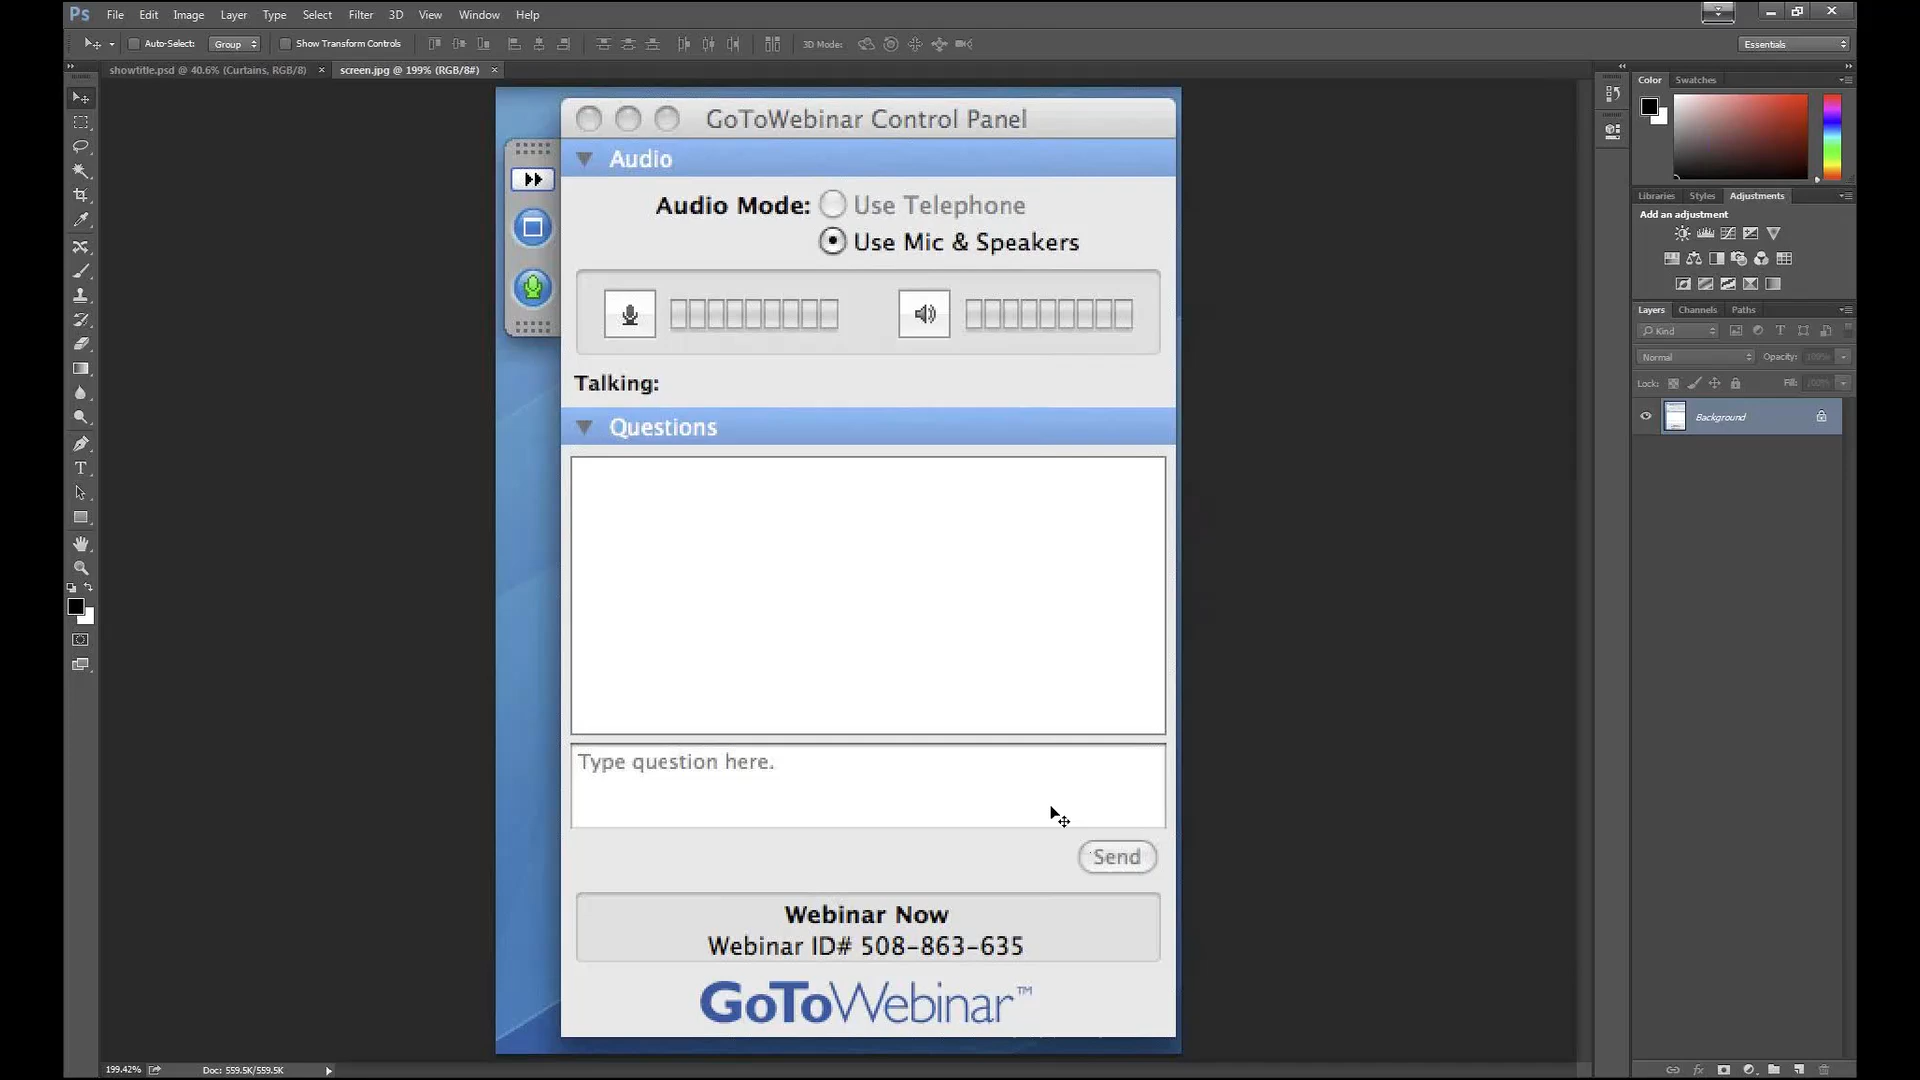 Ps File Edit Image Layer Type Select Filter 3D View Window Help
Auto-Select: Group Show Transform Controls 3D Mode: Essentials
showtitle.psd @ 40.6% (Curtains, RGB/8) × screen.jpg @ 199% (RGB/8#) ×
GoToWebinar Control Panel
Audio
Audio Mode: Use Telephone
Use Mic & Speakers
Talking:
Questions
Type question here.
Send
Webinar Now
Webinar ID# 508-863-635
GoToWebinar™
Color Swatches
Libraries Styles Adjustments
Add an adjustment
Layers Channels Paths
Kind
Normal Opacity: 100%
Lock: Fill: 100%
Background
199.42% Doc: 559.5K/559.5K